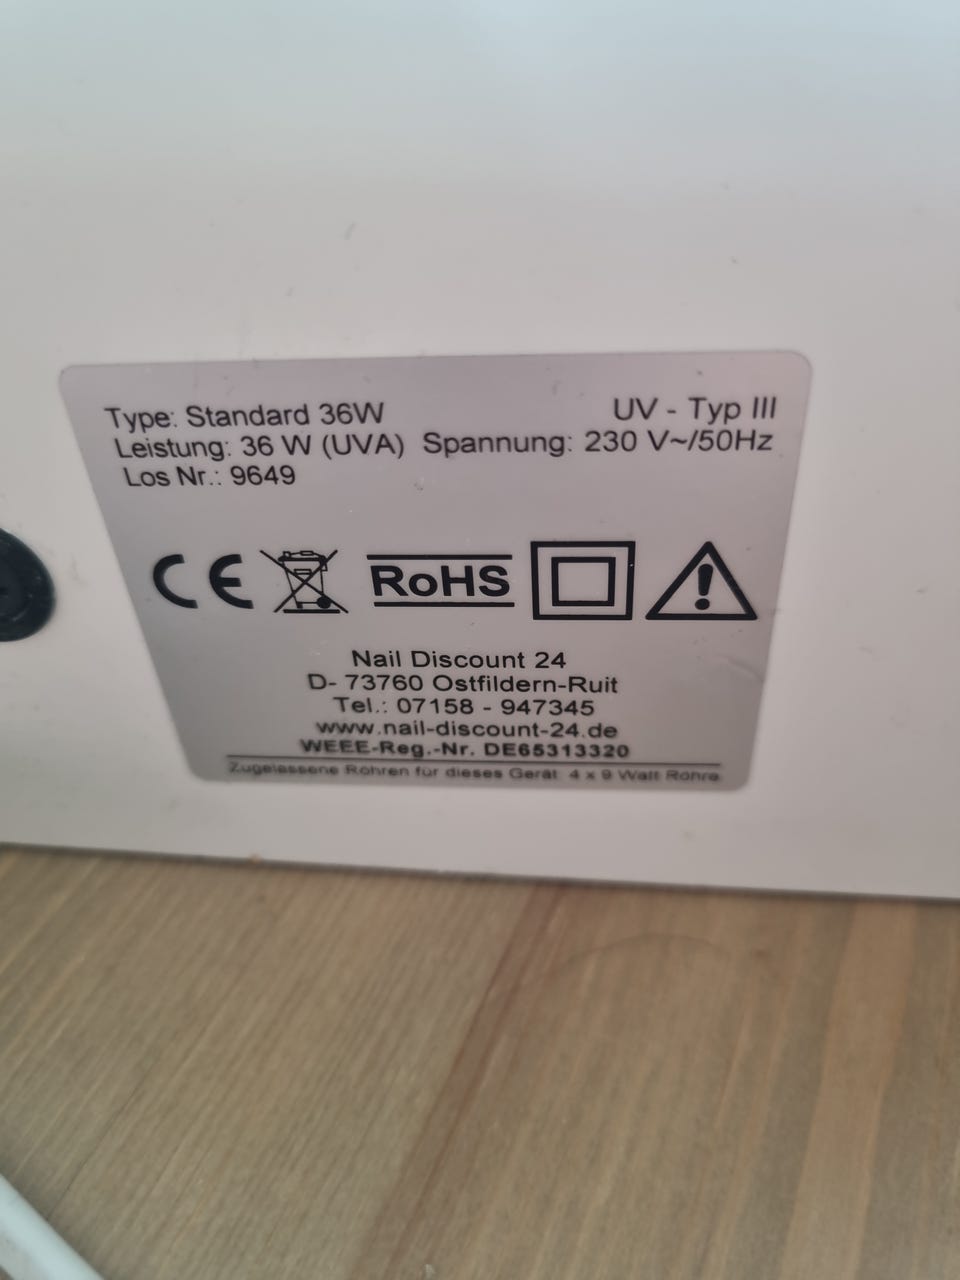 Type: Standard 36W UV - Typ III
Leistung: 36 W (UVA) Spannung: 230 V~/50Hz
Los Nr.: 9649
CE RoHS
Nail Discount 24
D- 73760 Ostfildern-Ruit
Tel.: 07158 - 947345
www.nail-discount-24.de
WEEE-Reg.-Nr. DE65313320
Zugelassene Röhren für dieses Gerät: 4 x 9 Watt Röhre